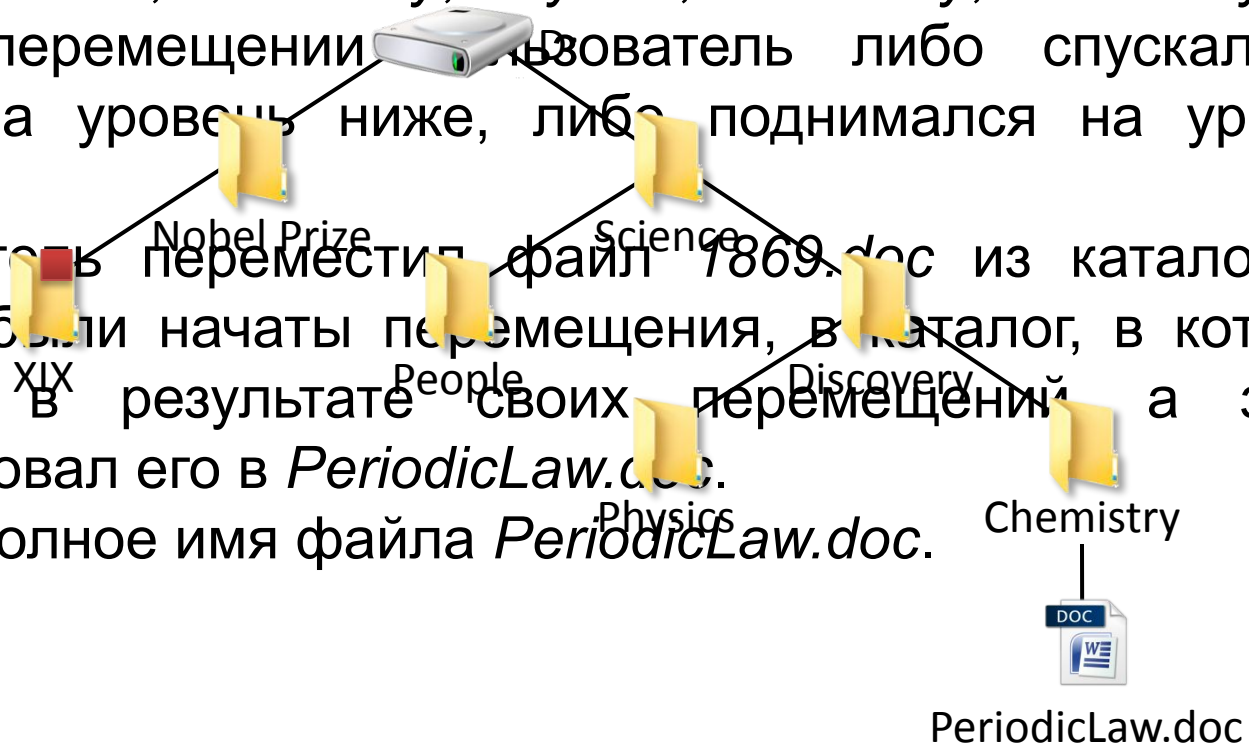 перемещении
D:
ьзователь либо спускал
а уровень ниже, либо поднимался на ур
Nobel Prize
Science
переместил файл 1869.doc из катало
были начаты перемещения, в каталог, в кот
XIX
People
Discovery
в результате своих перемещений, а з
овал его в PeriodicLaw.doc.
Physics
Chemistry
олное имя файла PeriodicLaw.doc.
DOC
W
PeriodicLaw.doc